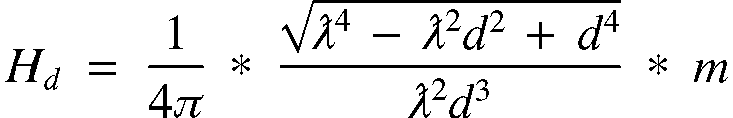 H_d = 1/4π * √(ƛ⁴ − ƛ²d² + d⁴)/ƛ²d³ * m